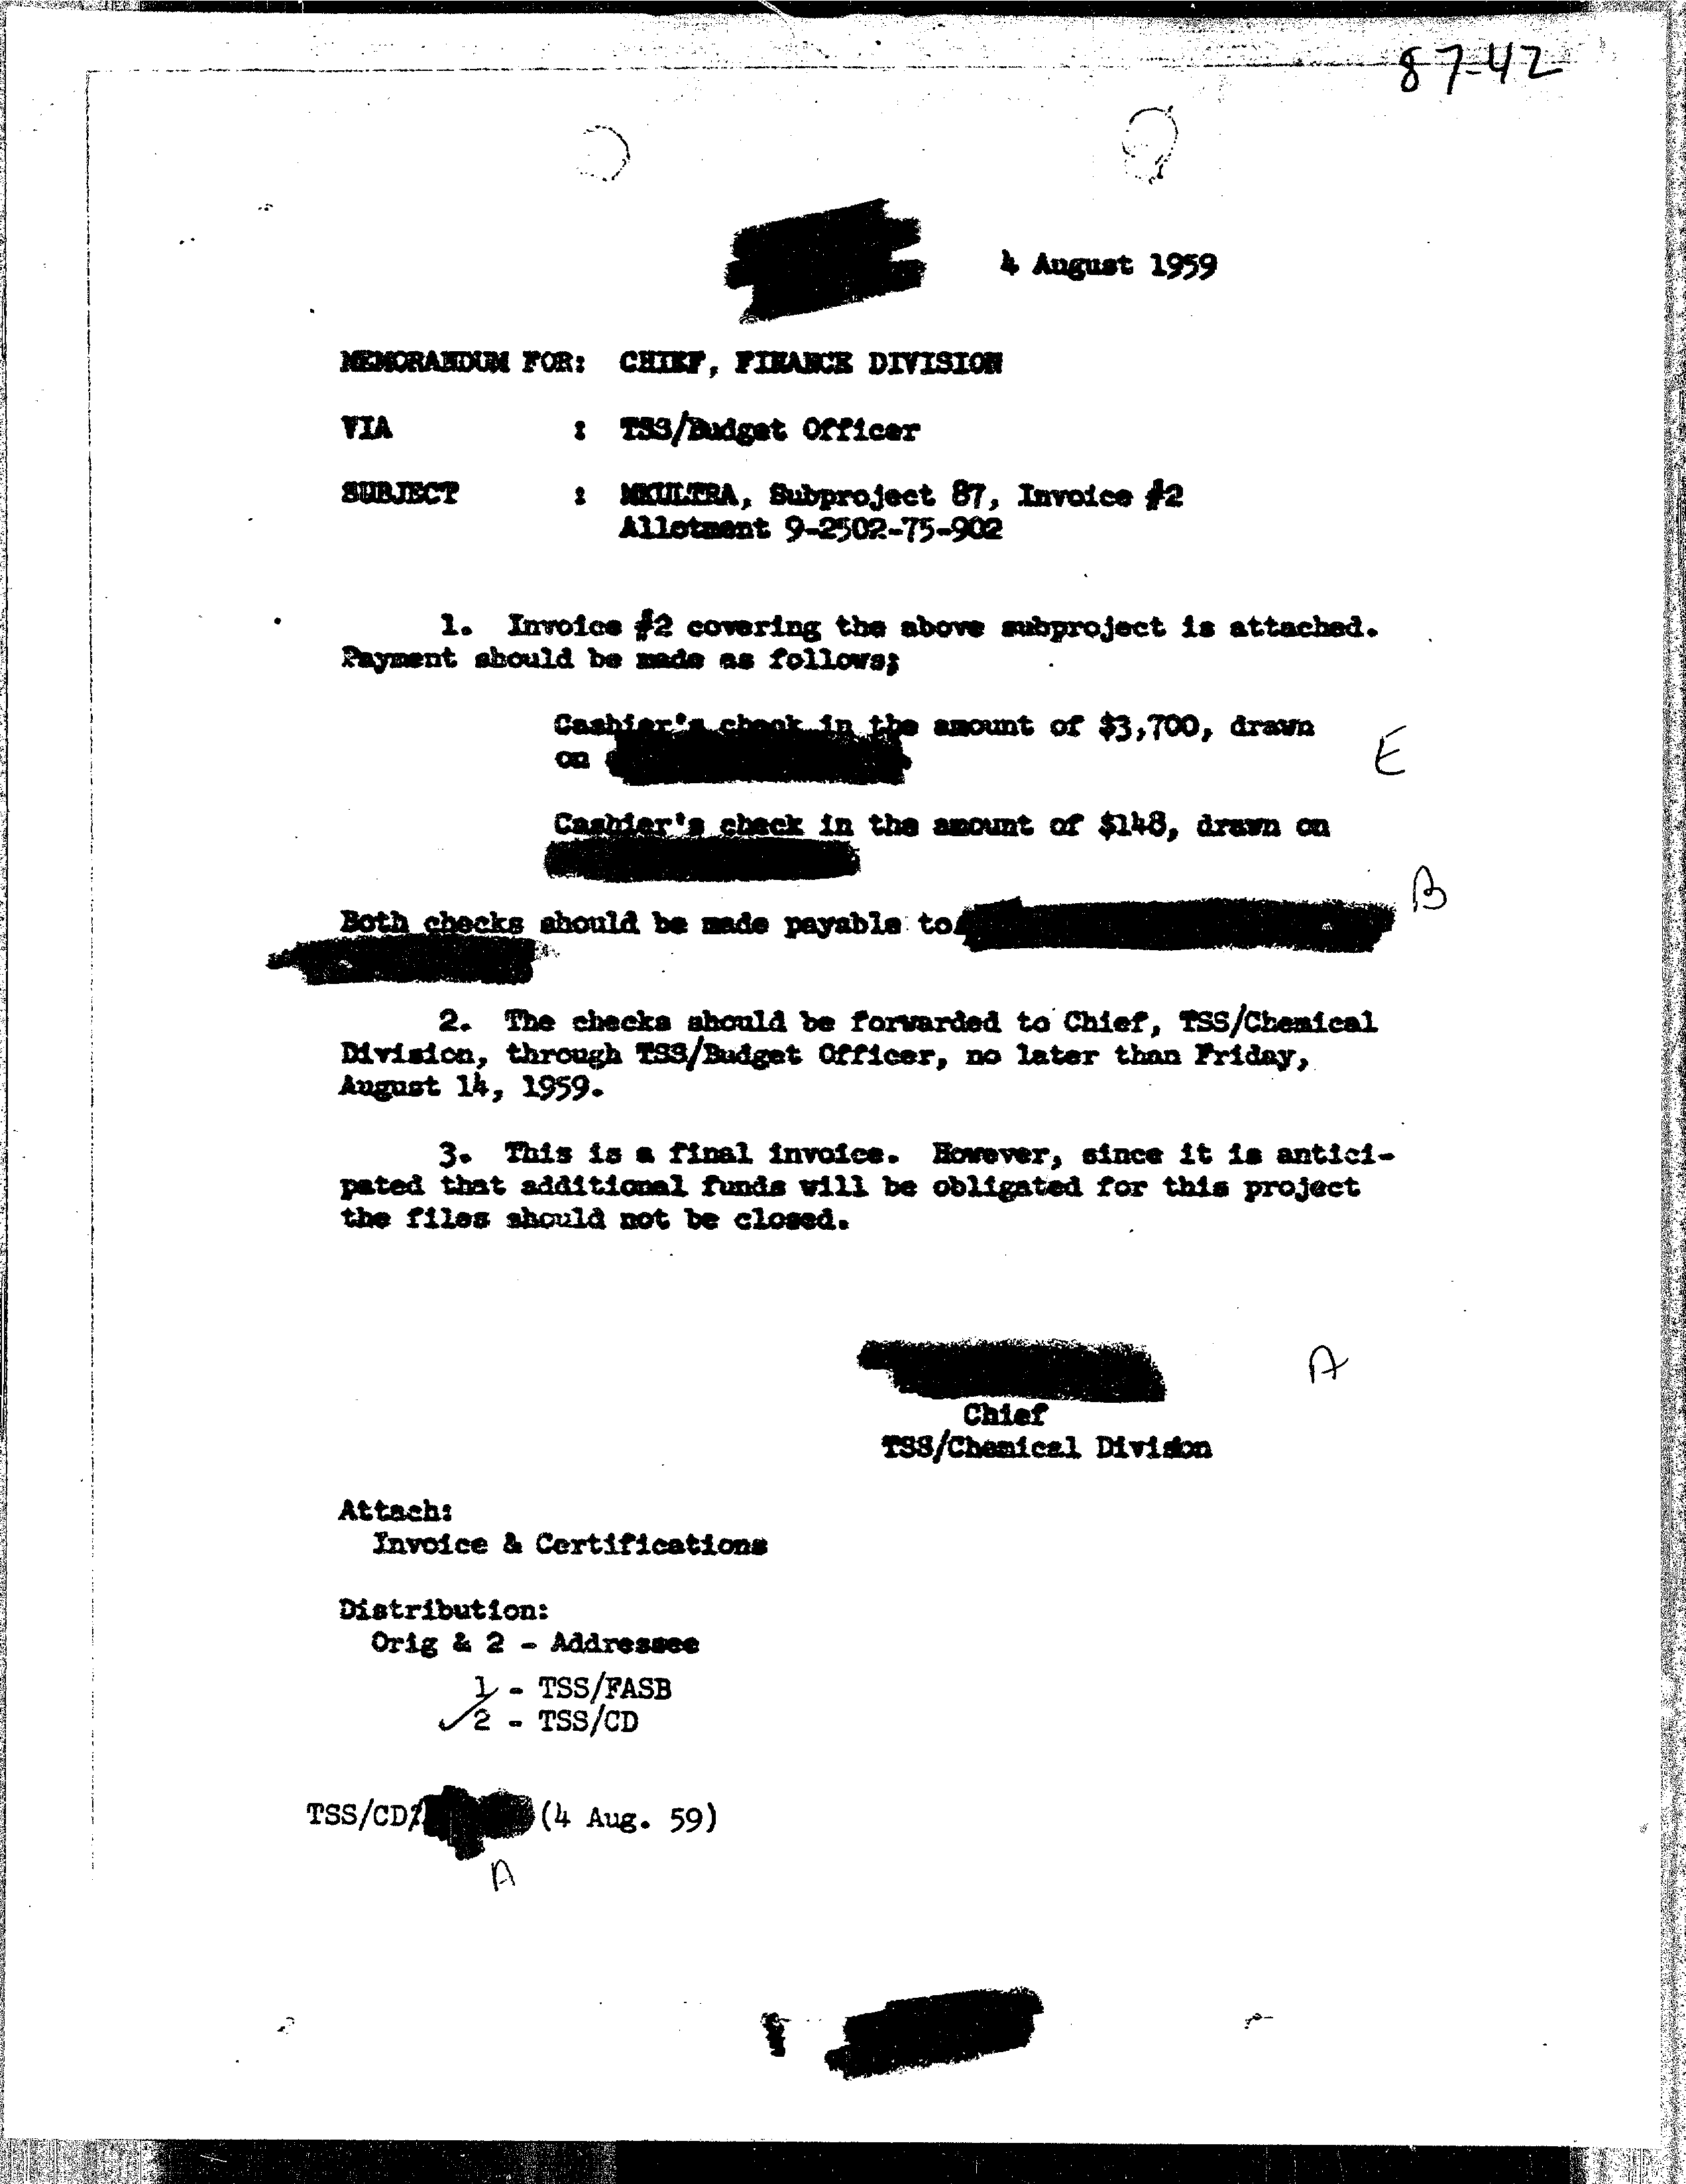 87-42
4 August 1959
MEMORANDUM FOR: CHIEF, FINANCE DIVISION
VIA : TSS/Budget Officer
SUBJECT : MKULTRA, Subproject 87, Invoice #2
Allotment 9-2502-75-902
1. Invoice #2 covering the above subproject is attached.
Payment should be made as follows;
Cashier's check in the amount of $3,700, drawn
on
E
Cashier's check in the amount of $148, drawn on
B
Both checks should be made payable to
2. The checks should be forwarded to Chief, TSS/Chemical
Division, through TSS/Budget Officer, no later than Friday,
August 14, 1959.
3. This is a final invoice. However, since it is antici-
pated that additional funds will be obligated for this project
the files should not be closed.
A
Chief
TSS/Chemical Division
Attach:
Invoice & Certifications
Distribution:
Orig & 2 - Addressee
1 - TSS/FASB
2 - TSS/CD
TSS/CD/ (4 Aug. 59)
A